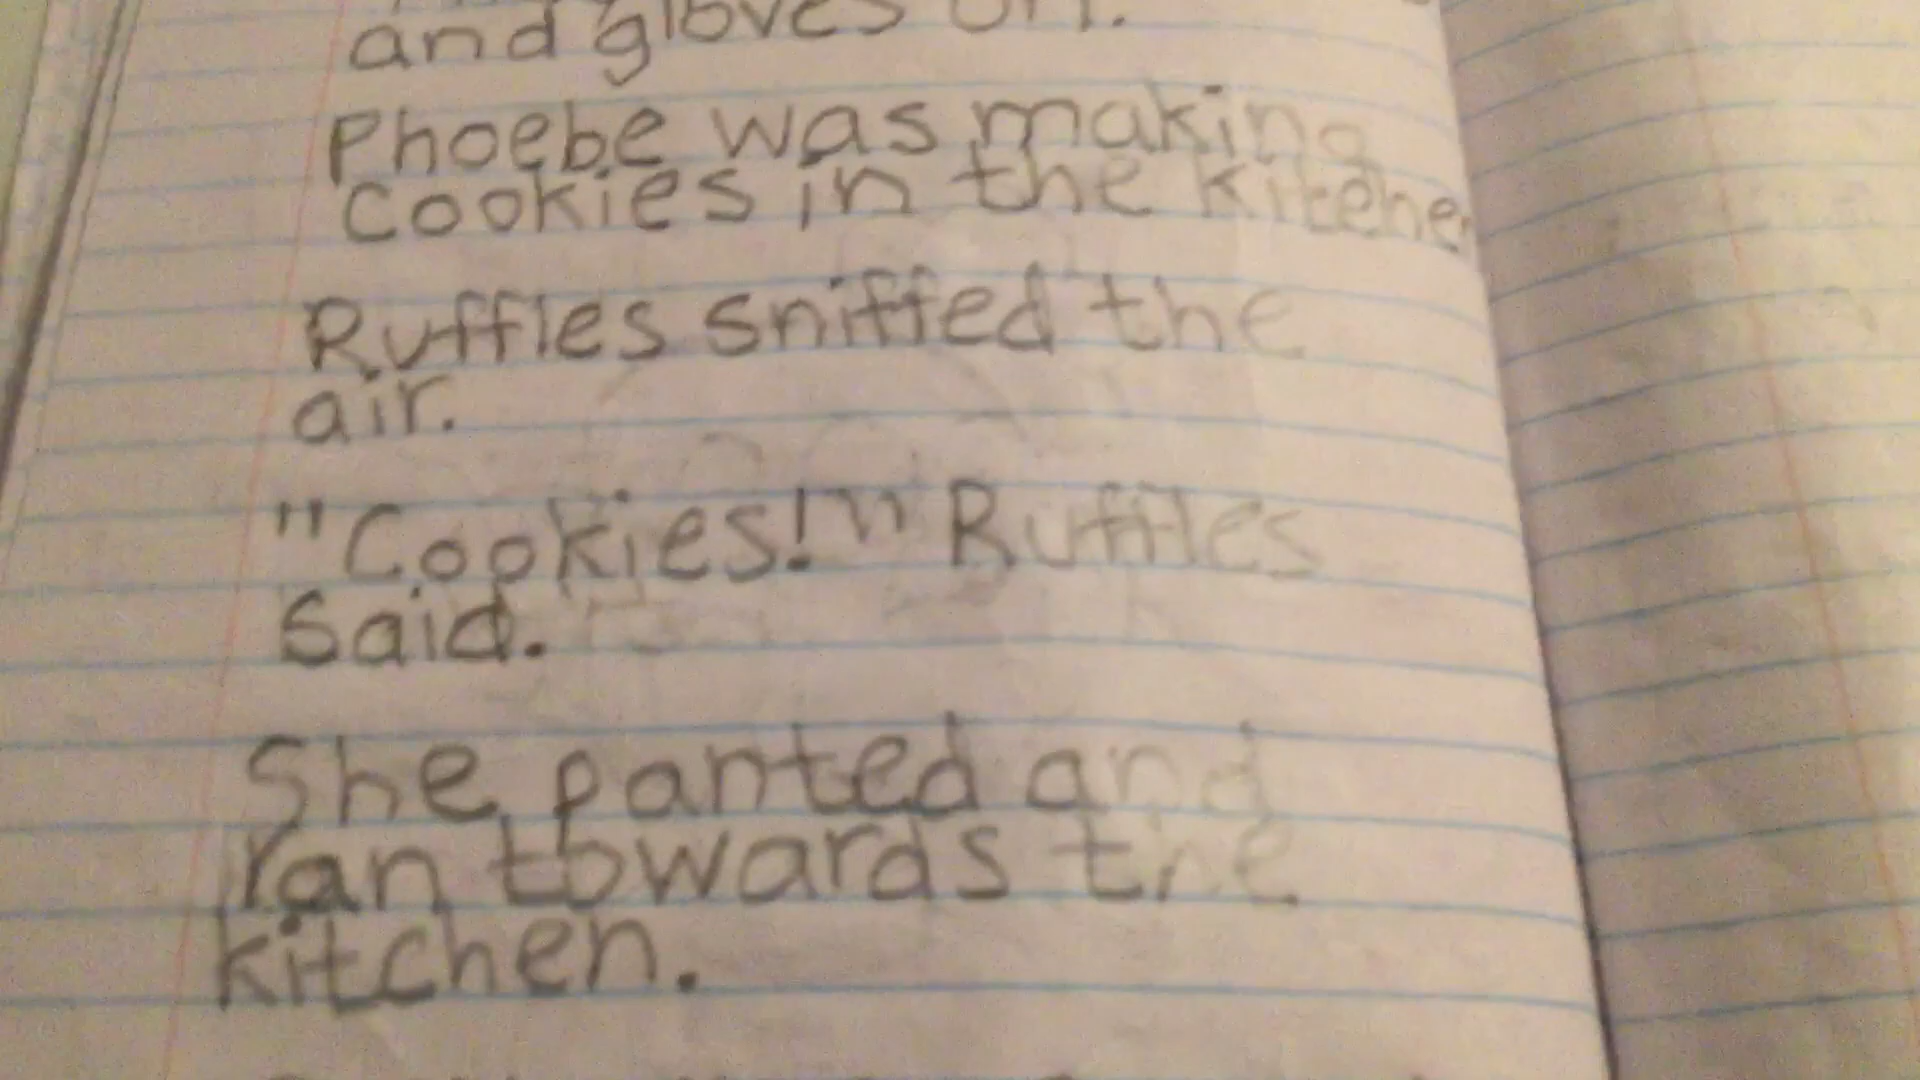 and gloves on.
Phoebe was making
cookies in the kitchen
Ruffles sniffed the
air.
"Cookies!" Ruffles
said.
She panted and
ran towards the
kitchen.